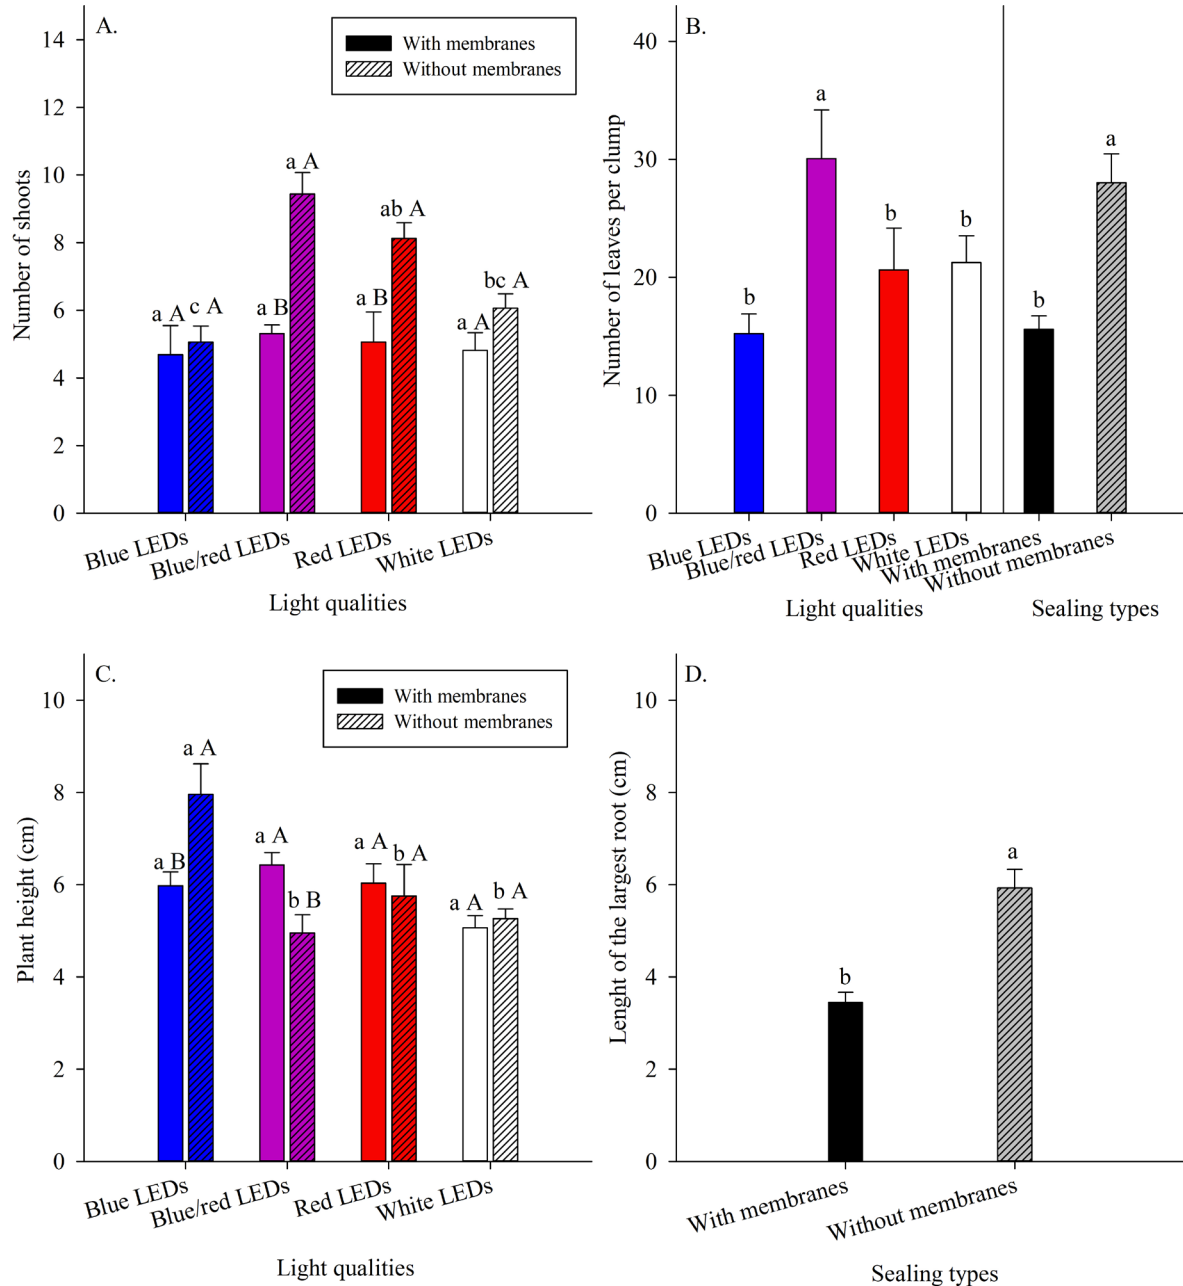 A.
With membranes
Without membranes
Number of shoots
14
12
10
8
6
4
2
0
a A
c A
a B
a A
a B
ab A
a A
bc A
Blue LEDs
Blue/red LEDs
Red LEDs
White LEDs
Light qualities
B.
Number of leaves per clump
40
30
20
10
0
b
a
b
b
b
a
Blue LEDs
Blue/red LEDs
Red LEDs
White LEDs
With membranes
Without membranes
Light qualities
Sealing types
C.
With membranes
Without membranes
Plant height (cm)
10
8
6
4
2
0
a B
a A
a A
b B
a A
b A
a A
b A
Blue LEDs
Blue/red LEDs
Red LEDs
White LEDs
Light qualities
D.
Lenght of the largest root (cm)
10
8
6
4
2
0
b
a
With membranes
Without membranes
Sealing types